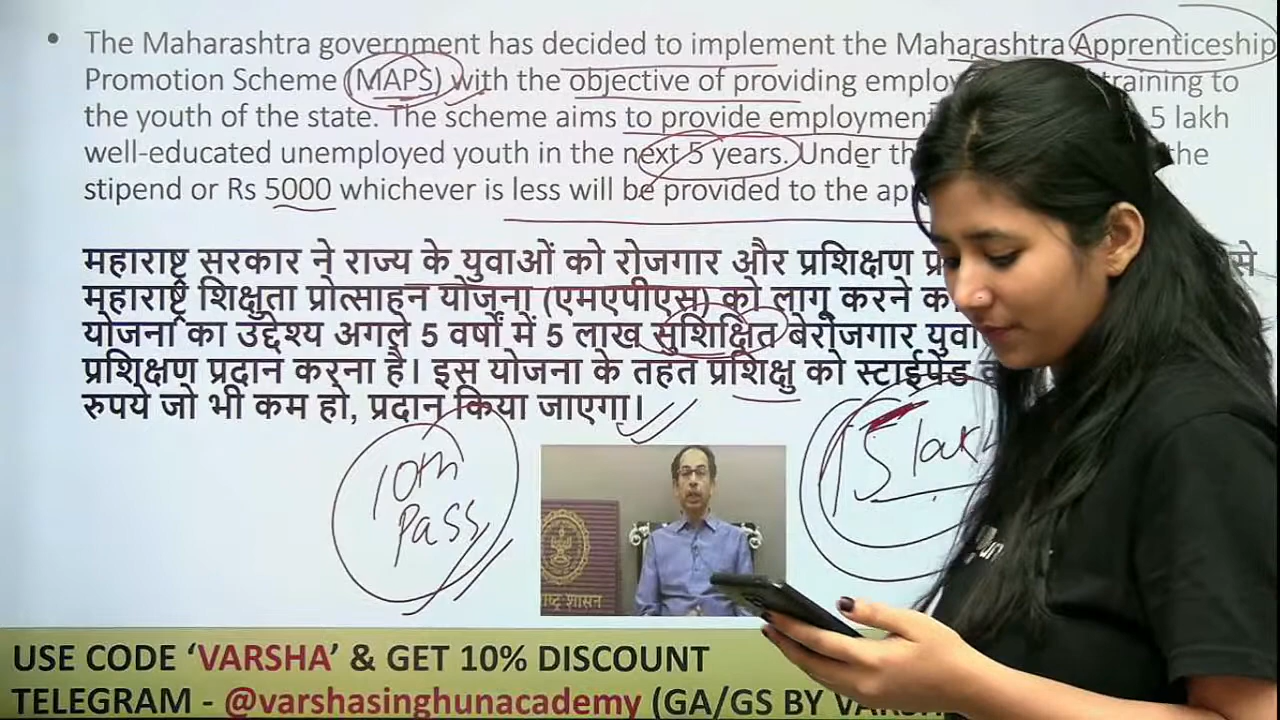 The Maharashtra government has decided to implement the Maharashtra Apprenticeship
Promotion Scheme (MAPS) with the objective of providing training to
the youth of the state. The scheme aims to provide employment 5 lakh
well-educated unemployed youth in the next 5 years. Under the
stipend or Rs 5000 whichever is less will be provided to the
महाराष्ट्र सरकार ने राज्य के युवाओं को रोजगार और प्रशिक्षण से
महाराष्ट्र शिक्षुता प्रोत्साहन योजना (एमएपीएस) को लागू करने
योजना का उद्देश्य अगले 5 वर्षों में 5 लाख सुशिक्षित बेरोजगार
प्रशिक्षण प्रदान करना है। इस योजना के तहत प्रशिक्षु को स्टाईपेंड
रुपये जो भी कम हो, प्रदान किया जाएगा।
10th
Pass
5 lakh
USE CODE ‘VARSHA’ & GET 10% DISCOUNT
TELEGRAM - @varshasinghunacademy (GA/GS BY